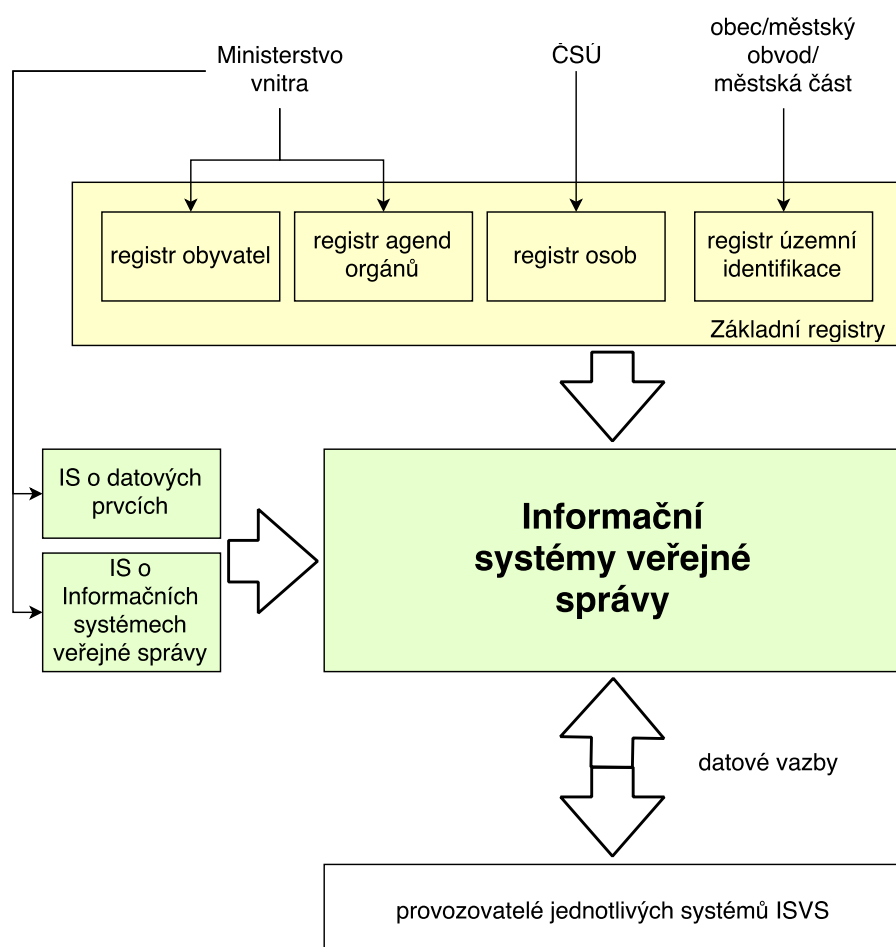 Ministerstvo
vnitra
ČSÚ
obec/městský
obvod/
městská část
registr obyvatel
registr agend
orgánů
registr osob
registr územní
identifikace
Základní registry
IS o datových
prvcích
IS o
Informačních
systémech
veřejné správy
Informační
systémy veřejné
správy
datové vazby
provozovatelé jednotlivých systémů ISVS